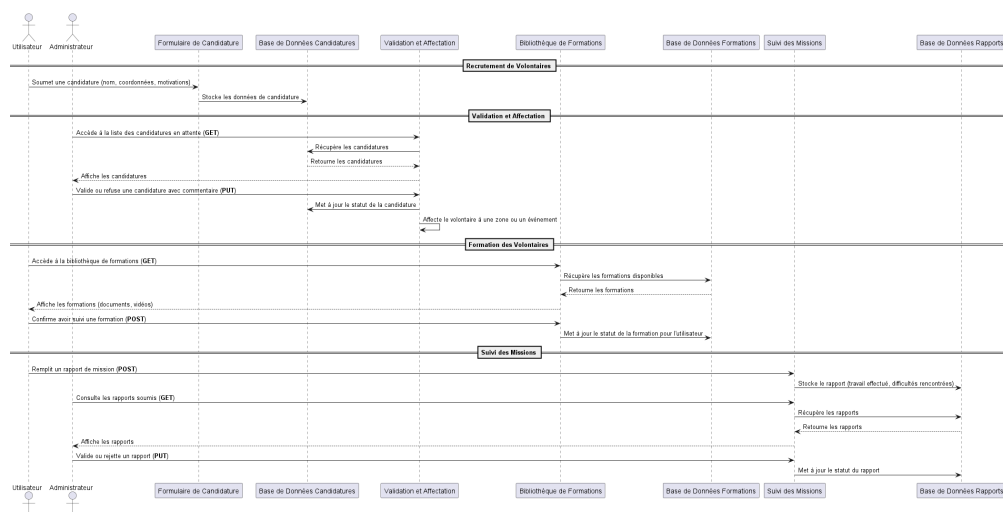 Utilisateur Administrateur Formulaire de Candidature Base de Données Candidatures Validation et Affectation Bibliothèque de Formations Base de Données Formations Suivi des Missions Base de Données Rapports
Recrutement de Volontaires
Soumet une candidature (nom, coordonnées, motivations)
Stocke les données de candidature
Validation et Affectation
Accède à la liste des candidatures en attente (GET)
Récupère les candidatures
Retourne les candidatures
Affiche les candidatures
Valide ou refuse une candidature avec commentaire (PUT)
Met à jour le statut de la candidature
Affecte le volontaire à une zone ou un événement
Formation des Volontaires
Accède à la bibliothèque de formations (GET)
Récupère les formations disponibles
Retourne les formations
Affiche les formations (documents, vidéos)
Confirme avoir suivi une formation (POST)
Met à jour le statut de la formation pour l'utilisateur
Suivi des Missions
Remplit un rapport de mission (POST)
Stocke le rapport (travail effectué, difficultés rencontrées)
Consulte les rapports soumis (GET)
Récupère les rapports
Retourne les rapports
Affiche les rapports
Valide ou rejette un rapport (PUT)
Met à jour le statut du rapport
Utilisateur Administrateur Formulaire de Candidature Base de Données Candidatures Validation et Affectation Bibliothèque de Formations Base de Données Formations Suivi des Missions Base de Données Rapports